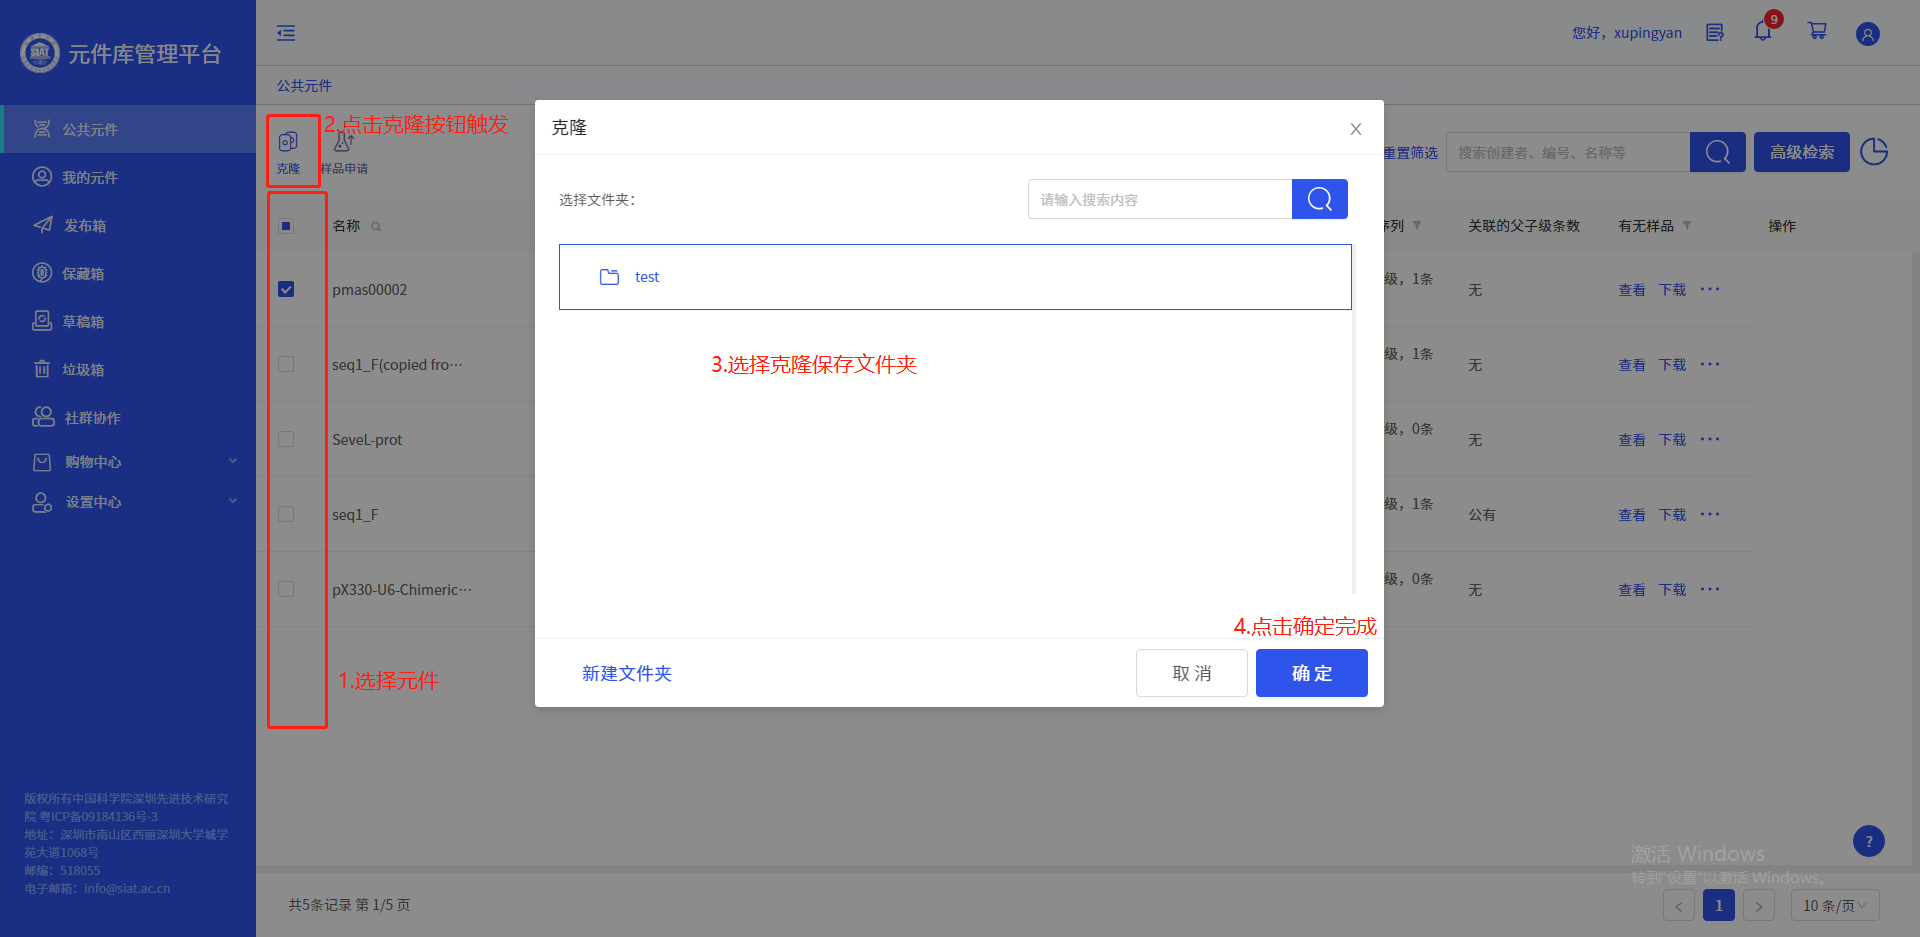 元件库管理平台
公共元件
我的元件
发布箱
保藏箱
草稿箱
垃圾箱
社群协作
购物中心
设置中心
版权所有中国科学院深圳先进技术研究
院 粤ICP备09184136号-3
地址：深圳市南山区西丽深圳大学城学
苑大道1068号
邮编：518055
电子邮箱：info@siat.ac.cn
您好，xupingyan
9
公共元件
2.点击克隆按钮触发
克隆
样品申请
重置筛选
搜索创建者、编号、名称等
高级检索
名称
序列
关联的父子级条数
有无样品
操作
pmas00002
级，1条
无
查看 下载 ···
seq1_F(copied fro···
级，1条
无
查看 下载 ···
SeveL-prot
级，0条
无
查看 下载 ···
seq1_F
级，1条
公有
查看 下载 ···
pX330-U6-Chimeric···
级，0条
无
查看 下载 ···
1.选择元件
克隆
选择文件夹：
请输入搜索内容
test
3.选择克隆保存文件夹
4.点击确定完成
新建文件夹
取 消
确 定
?
激活 Windows
转到“设置”以激活 Windows。
共5条记录 第 1/5 页
< 1 > 10 条/页